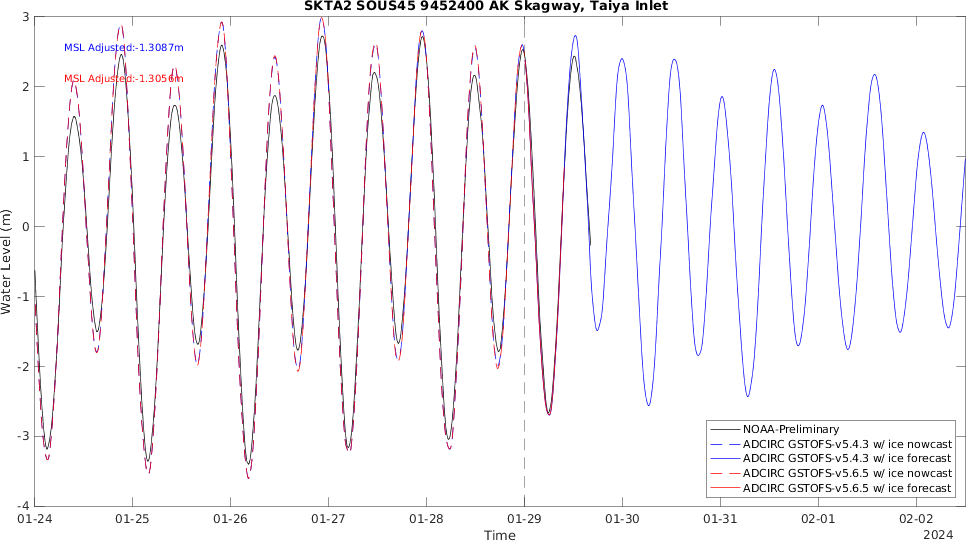 SKTA2 SOUS45 9452400 AK Skagway, Taiya Inlet
MSL Adjusted:-1.3087m
MSL Adjusted:-1.3056m
Water Level (m)
3
2
1
0
-1
-2
-3
-4
NOAA-Preliminary
ADCIRC GSTOFS-v5.4.3 w/ ice nowcast
ADCIRC GSTOFS-v5.4.3 w/ ice forecast
ADCIRC GSTOFS-v5.6.5 w/ ice nowcast
ADCIRC GSTOFS-v5.6.5 w/ ice forecast
01-24 01-25 01-26 01-27 01-28 01-29 01-30 01-31 02-01 02-02
Time
2024